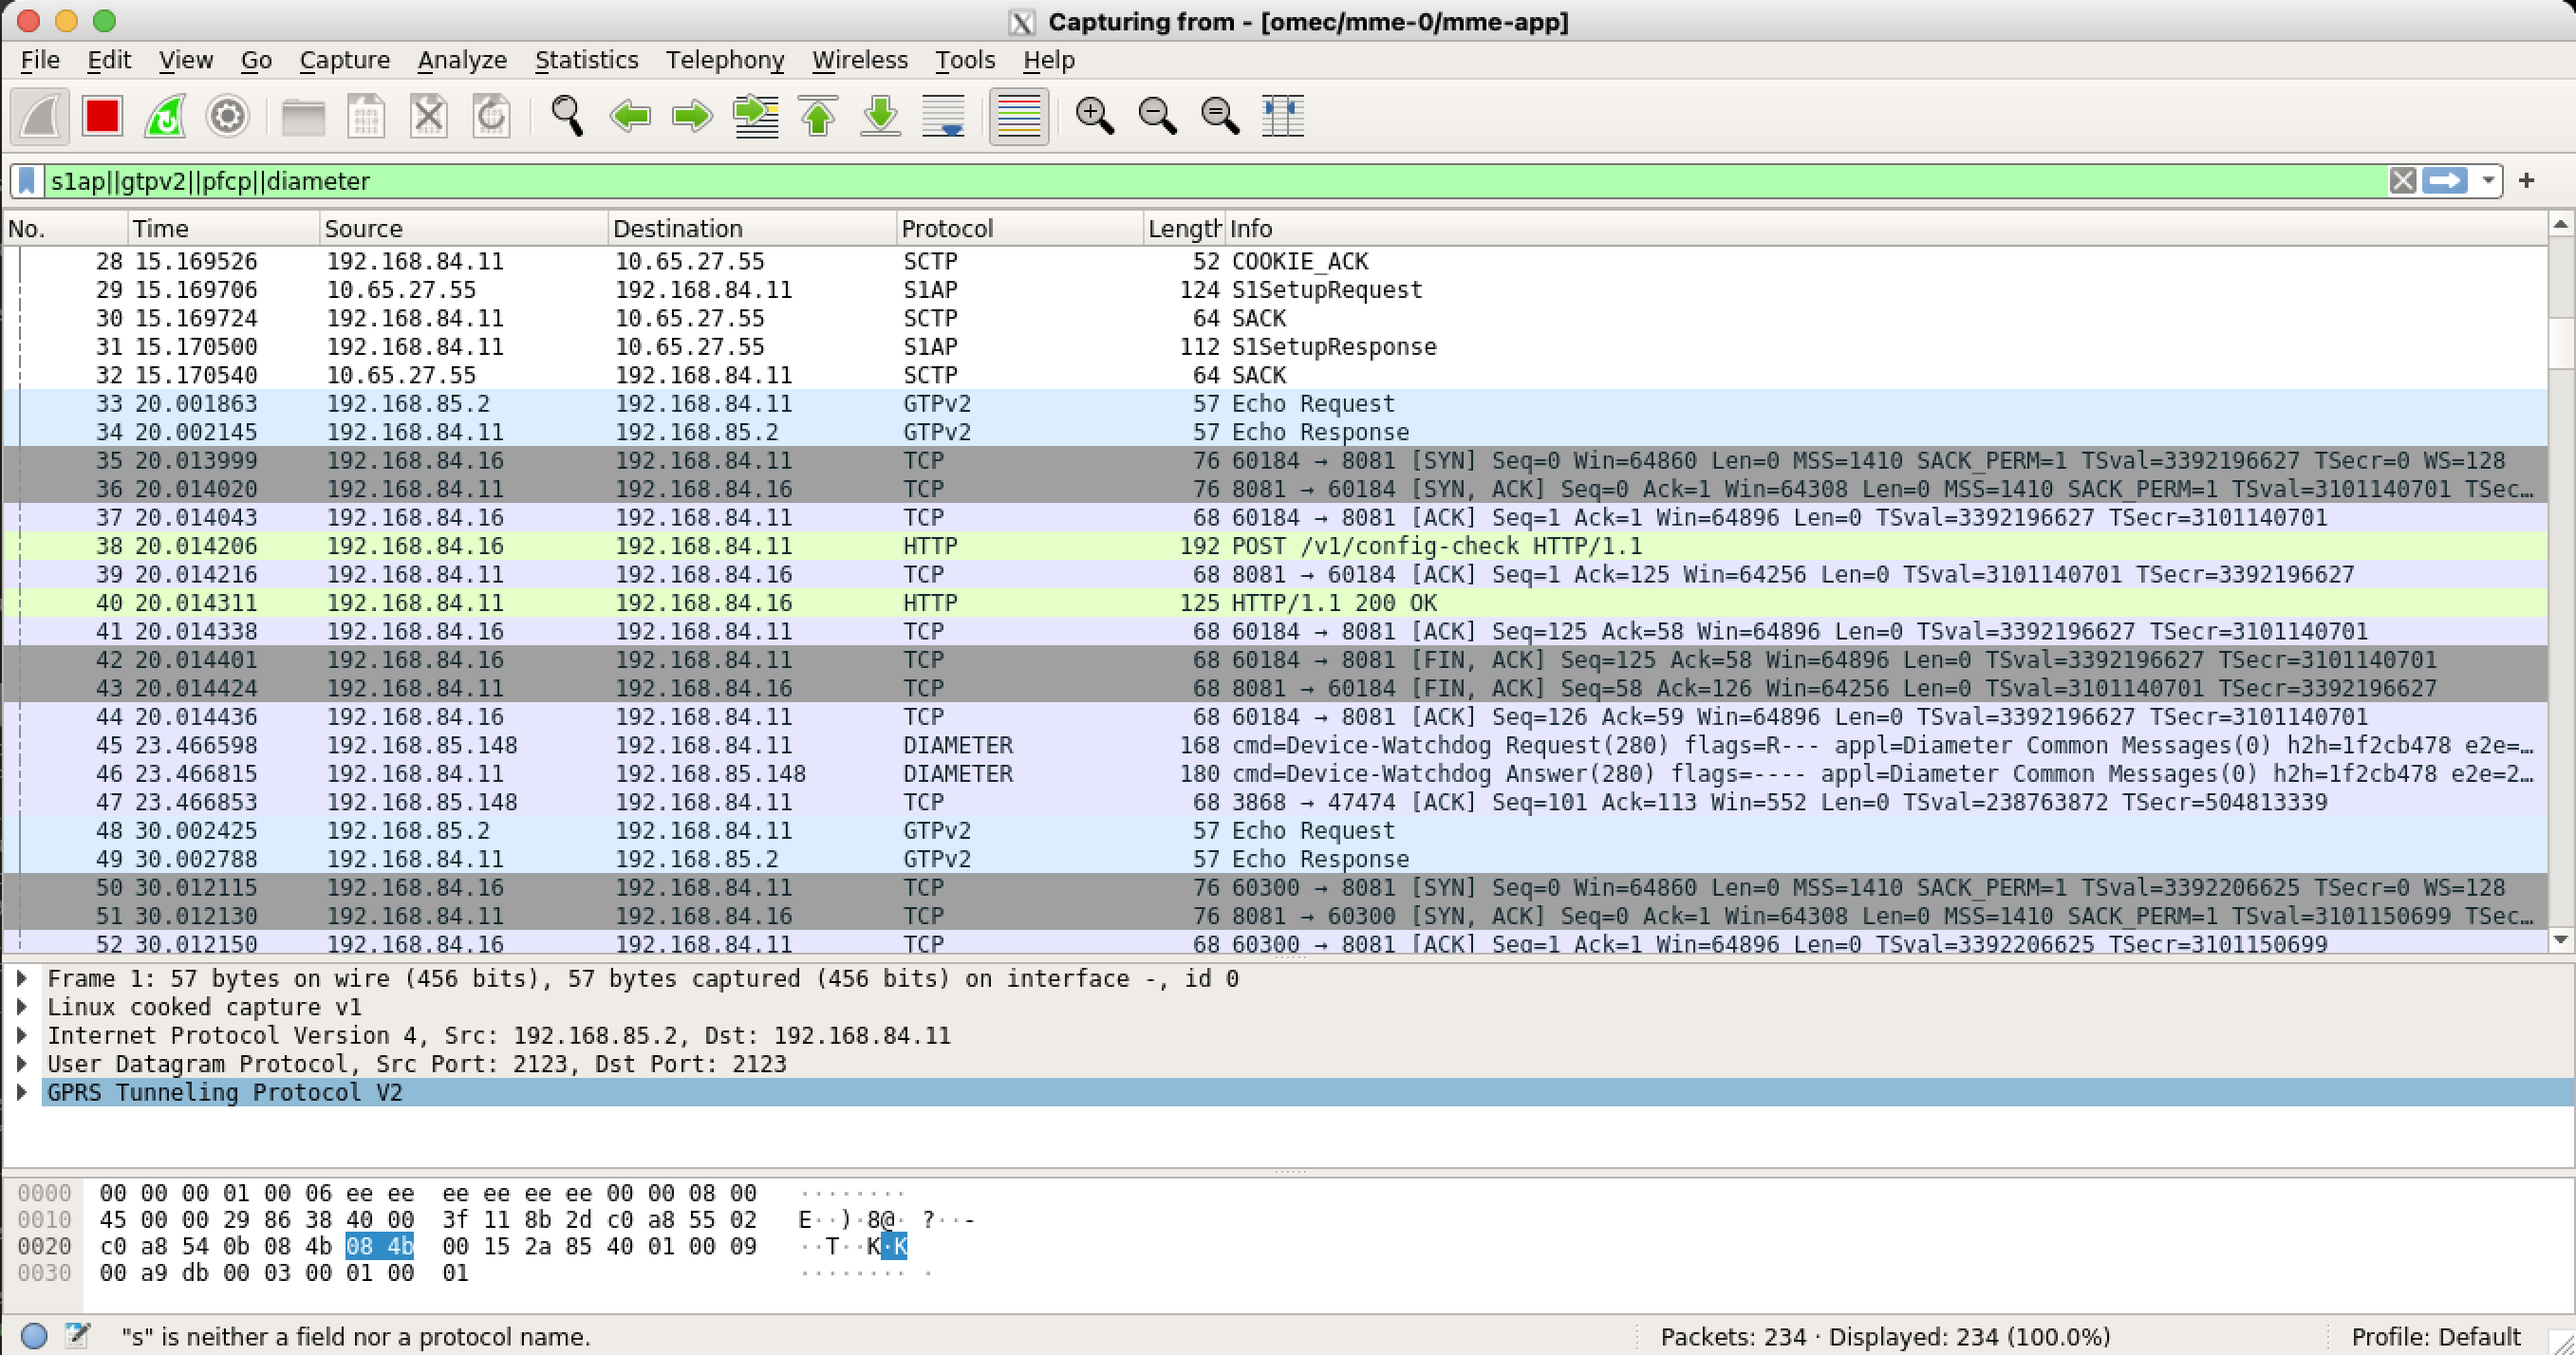 Capturing from - [omec/mme-0/mme-app]
File Edit View Go Capture Analyze Statistics Telephony Wireless Tools Help
s1ap||gtpv2||pfcp||diameter
No. Time Source Destination Protocol Length Info
28 15.169526 192.168.84.11 10.65.27.55 SCTP 52 COOKIE_ACK
29 15.169706 10.65.27.55 192.168.84.11 S1AP 124 S1SetupRequest
30 15.169724 192.168.84.11 10.65.27.55 SCTP 64 SACK
31 15.170500 192.168.84.11 10.65.27.55 S1AP 112 S1SetupResponse
32 15.170540 10.65.27.55 192.168.84.11 SCTP 64 SACK
33 20.001863 192.168.85.2 192.168.84.11 GTPv2 57 Echo Request
34 20.002145 192.168.84.11 192.168.85.2 GTPv2 57 Echo Response
35 20.013999 192.168.84.16 192.168.84.11 TCP 76 60184 → 8081 [SYN] Seq=0 Win=64860 Len=0 MSS=1410 SACK_PERM=1 TSval=3392196627 TSecr=0 WS=128
36 20.014020 192.168.84.11 192.168.84.16 TCP 76 8081 → 60184 [SYN, ACK] Seq=0 Ack=1 Win=64308 Len=0 MSS=1410 SACK_PERM=1 TSval=3101140701 TSec…
37 20.014043 192.168.84.16 192.168.84.11 TCP 68 60184 → 8081 [ACK] Seq=1 Ack=1 Win=64896 Len=0 TSval=3392196627 TSecr=3101140701
38 20.014206 192.168.84.16 192.168.84.11 HTTP 192 POST /v1/config-check HTTP/1.1
39 20.014216 192.168.84.11 192.168.84.16 TCP 68 8081 → 60184 [ACK] Seq=1 Ack=125 Win=64256 Len=0 TSval=3101140701 TSecr=3392196627
40 20.014311 192.168.84.11 192.168.84.16 HTTP 125 HTTP/1.1 200 OK
41 20.014338 192.168.84.16 192.168.84.11 TCP 68 60184 → 8081 [ACK] Seq=125 Ack=58 Win=64896 Len=0 TSval=3392196627 TSecr=3101140701
42 20.014401 192.168.84.16 192.168.84.11 TCP 68 60184 → 8081 [FIN, ACK] Seq=125 Ack=58 Win=64896 Len=0 TSval=3392196627 TSecr=3101140701
43 20.014424 192.168.84.11 192.168.84.16 TCP 68 8081 → 60184 [FIN, ACK] Seq=58 Ack=126 Win=64256 Len=0 TSval=3101140701 TSecr=3392196627
44 20.014436 192.168.84.16 192.168.84.11 TCP 68 60184 → 8081 [ACK] Seq=126 Ack=59 Win=64896 Len=0 TSval=3392196627 TSecr=3101140701
45 23.466598 192.168.85.148 192.168.84.11 DIAMETER 168 cmd=Device-Watchdog Request(280) flags=R--- appl=Diameter Common Messages(0) h2h=1f2cb478 e2e=…
46 23.466815 192.168.84.11 192.168.85.148 DIAMETER 180 cmd=Device-Watchdog Answer(280) flags=---- appl=Diameter Common Messages(0) h2h=1f2cb478 e2e=2…
47 23.466853 192.168.85.148 192.168.84.11 TCP 68 3868 → 47474 [ACK] Seq=101 Ack=113 Win=552 Len=0 TSval=238763872 TSecr=504813339
48 30.002425 192.168.85.2 192.168.84.11 GTPv2 57 Echo Request
49 30.002788 192.168.84.11 192.168.85.2 GTPv2 57 Echo Response
50 30.012115 192.168.84.16 192.168.84.11 TCP 76 60300 → 8081 [SYN] Seq=0 Win=64860 Len=0 MSS=1410 SACK_PERM=1 TSval=3392206625 TSecr=0 WS=128
51 30.012130 192.168.84.11 192.168.84.16 TCP 76 8081 → 60300 [SYN, ACK] Seq=0 Ack=1 Win=64308 Len=0 MSS=1410 SACK_PERM=1 TSval=3101150699 TSec…
52 30.012150 192.168.84.16 192.168.84.11 TCP 68 60300 → 8081 [ACK] Seq=1 Ack=1 Win=64896 Len=0 TSval=3392206625 TSecr=3101150699
Frame 1: 57 bytes on wire (456 bits), 57 bytes captured (456 bits) on interface -, id 0
Linux cooked capture v1
Internet Protocol Version 4, Src: 192.168.85.2, Dst: 192.168.84.11
User Datagram Protocol, Src Port: 2123, Dst Port: 2123
GPRS Tunneling Protocol V2
0000 00 00 00 01 00 06 ee ee ee ee ee ee 00 00 08 00 ········
0010 45 00 00 29 86 38 40 00 3f 11 8b 2d c0 a8 55 02 E··)·8@· ?··-
0020 c0 a8 54 0b 08 4b 08 4b 00 15 2a 85 40 01 00 09 ··T··K·K
0030 00 a9 db 00 03 00 01 00 01 ········ ·
"s" is neither a field nor a protocol name. Packets: 234 · Displayed: 234 (100.0%) Profile: Default